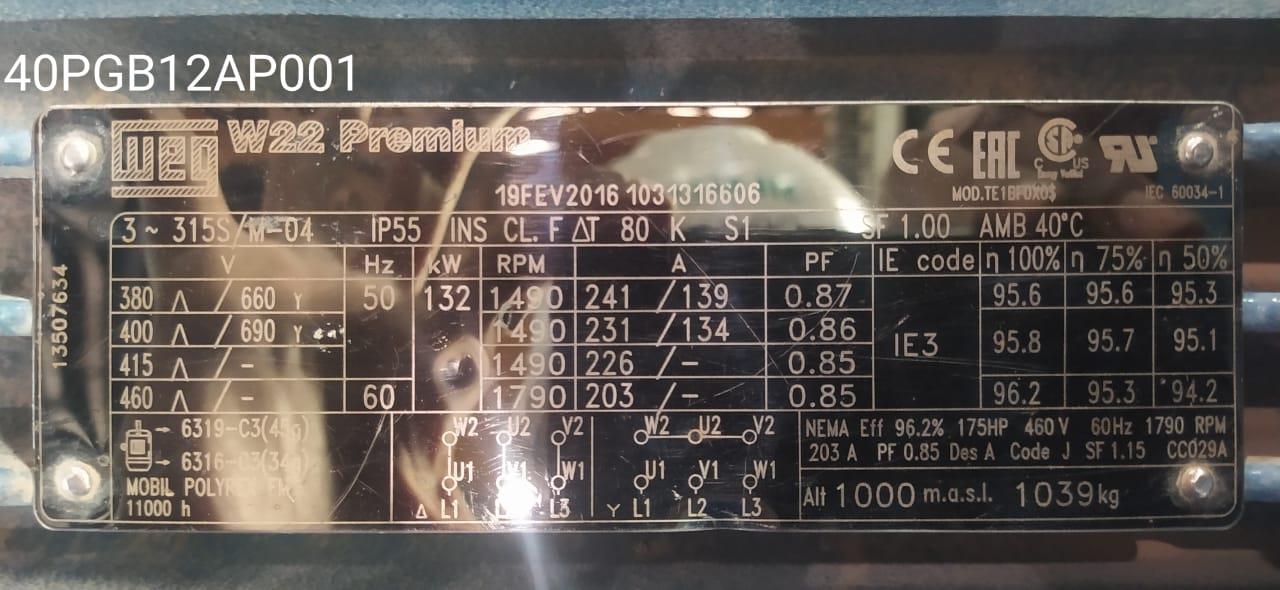 40PGB12AP001
WEG W22 Premium
CE EAC
C US
19FEV2016 1031316606
MOD.TE1BF0X0$ IEC 60034-1
3~ 315S/M-04 IP55 INS CL. F ΔT 80 K S1 SF 1.00 AMB 40°C
V Hz kW RPM A PF IE code η 100% η 75% η 50%
380 Δ / 660 Y 50 132 1490 241 / 139 0.87 95.6 95.6 95.3
400 Δ / 690 Y 1490 231 / 134 0.86 IE3 95.8 95.7 95.1
415 Δ / - 1490 226 / - 0.85
460 Δ / - 60 1790 203 / - 0.85 96.2 95.3 94.2
13507634
6319-C3(45g)
6316-C3(34g)
MOBIL POLYREX EM
11000 h
W2 U2 V2 W2 U2 V2
U1 V1 W1 U1 V1 W1
Δ L1 L3 Y L1 L2 L3
NEMA Eff 96.2% 175HP 460V 60Hz 1790 RPM
203 A PF 0.85 Des A Code J SF 1.15 CC029A
Alt 1000 m.a.s.l. 1039kg